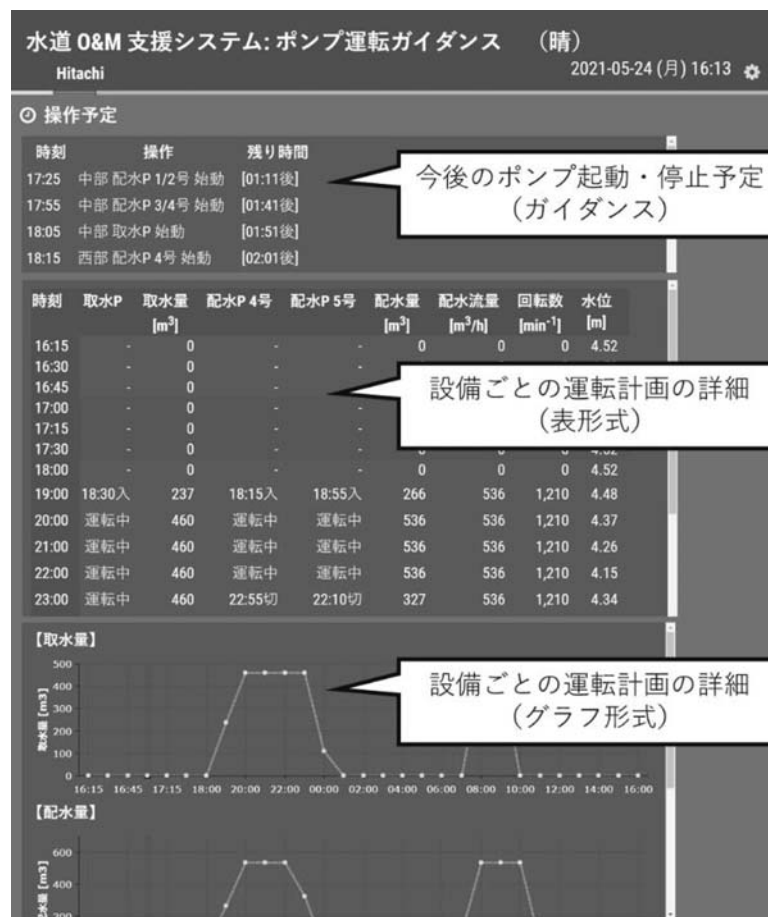 水道 O&M 支援システム: ポンプ運転ガイダンス （晴）
Hitachi 2021-05-24 (月) 16:13
操作予定
時刻 操作 残り時間
17:25 中部 配水P 1/2号 始動 [01:11後]
17:55 中部 配水P 3/4号 始動 [01:41後]
18:05 中部 取水P 始動 [01:51後]
18:15 西部 配水P 4号 始動 [02:01後]
今後のポンプ起動・停止予定
（ガイダンス）
時刻 取水P 取水量 配水P 4号 配水P 5号 配水量 配水流量 回転数 水位
[m³] [m³] [m³/h] [min⁻¹] [m]
16:15 - 0 - - 0 0 0 4.52
16:30 - 0 - -
16:45 - 0 - -
17:00 - 0 - -
17:15 - 0 - -
17:30 - 0 - -
18:00 - 0 - - 0 0 0 4.52
19:00 18:30入 237 18:15入 18:55入 266 536 1,210 4.48
20:00 運転中 460 運転中 運転中 536 536 1,210 4.37
21:00 運転中 460 運転中 運転中 536 536 1,210 4.26
22:00 運転中 460 運転中 運転中 536 536 1,210 4.15
23:00 運転中 460 22:55切 22:10切 327 536 1,210 4.34
設備ごとの運転計画の詳細
（表形式）
【取水量】
取水量 [m3]
500
400
300
200
100
0
16:15 16:45 17:15 18:00 20:00 22:00 00:00 02:00 04:00 06:00 08:00 10:00 12:00 14:00 16:00
設備ごとの運転計画の詳細
（グラフ形式）
【配水量】
水量 [m3]
600
400
200